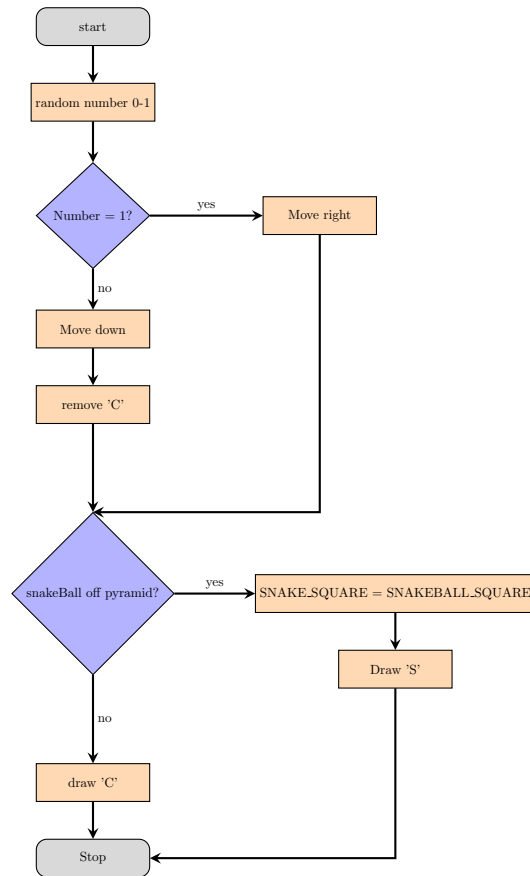 start
random number 0-1
Number = 1?
yes
Move right
no
Move down
remove 'C'
snakeBall off pyramid?
yes
SNAKE_SQUARE = SNAKEBALL_SQUARE
Draw 'S'
no
draw 'C'
Stop